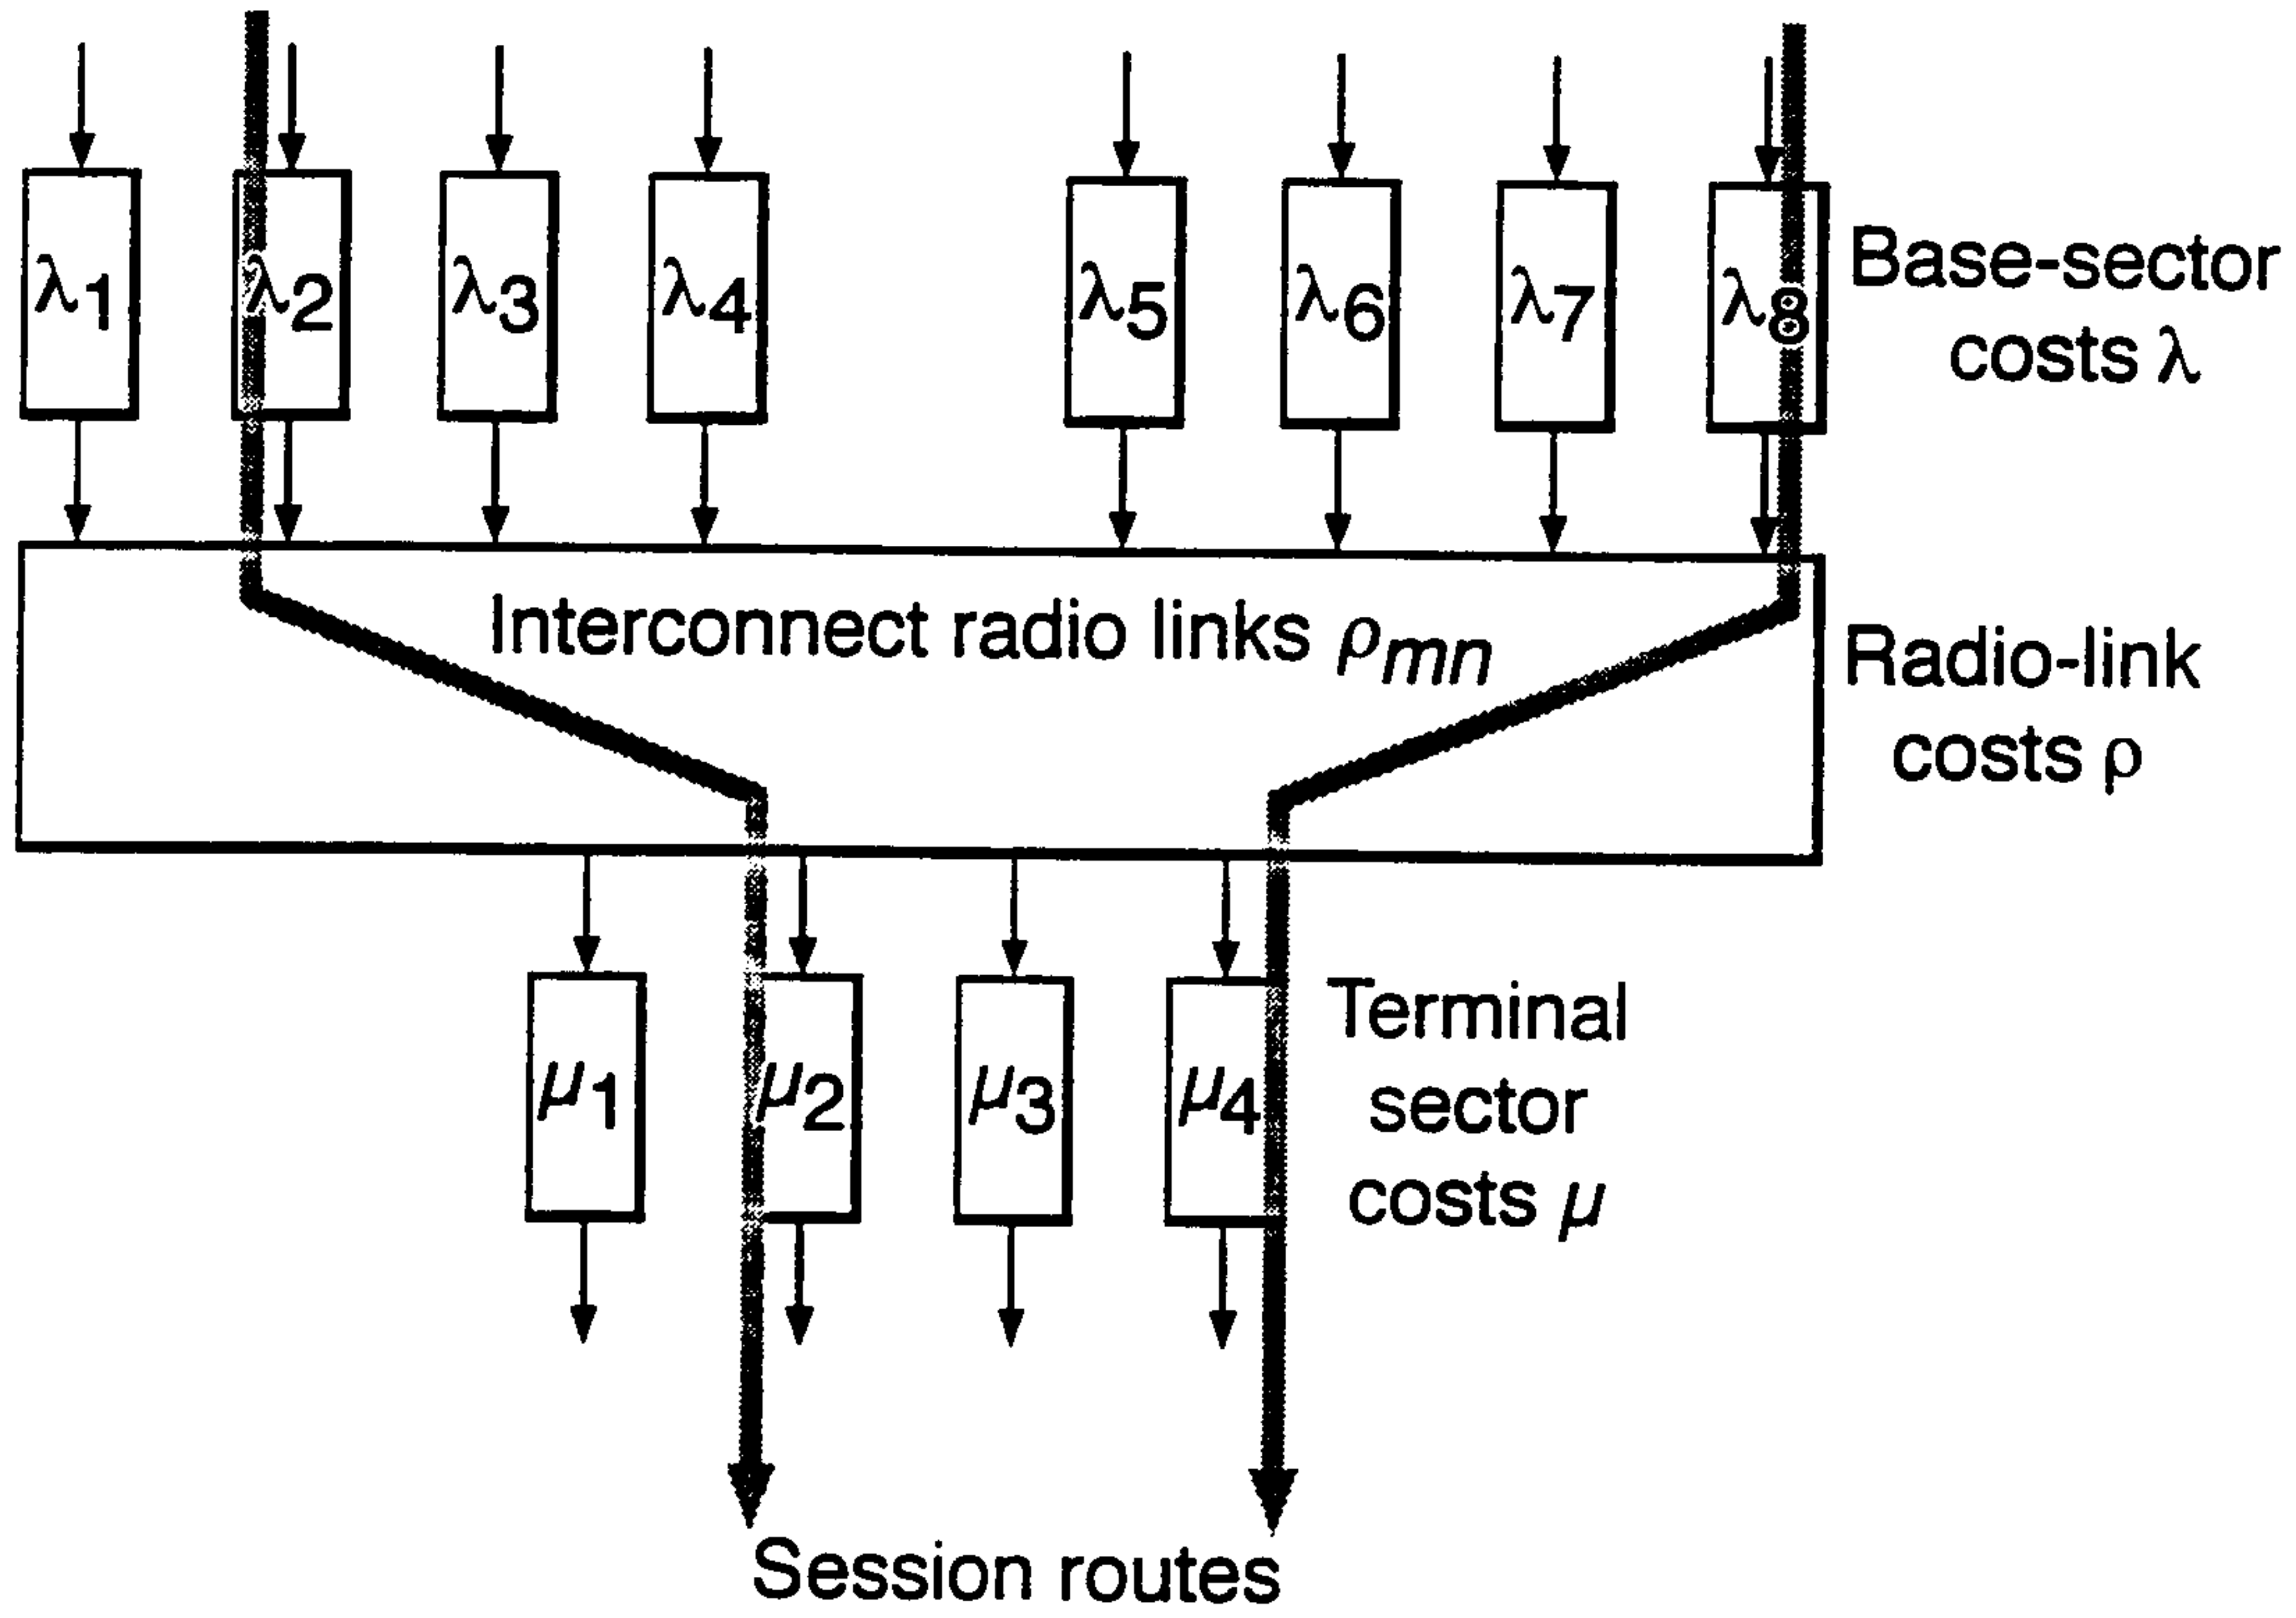 λ1 λ2 λ3 λ4 λ5 λ6 λ7 λ8
Base-sector
costs λ
Interconnect radio links ρmn
Radio-link
costs ρ
μ1 μ2 μ3 μ4
Terminal
sector
costs μ
Session routes